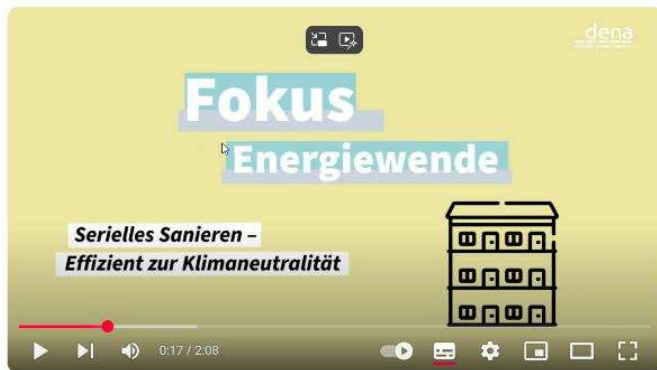 dena
Fokus
Energiewende
Serielles Sanieren –
Effizient zur Klimaneutralität
0:17 / 2:08